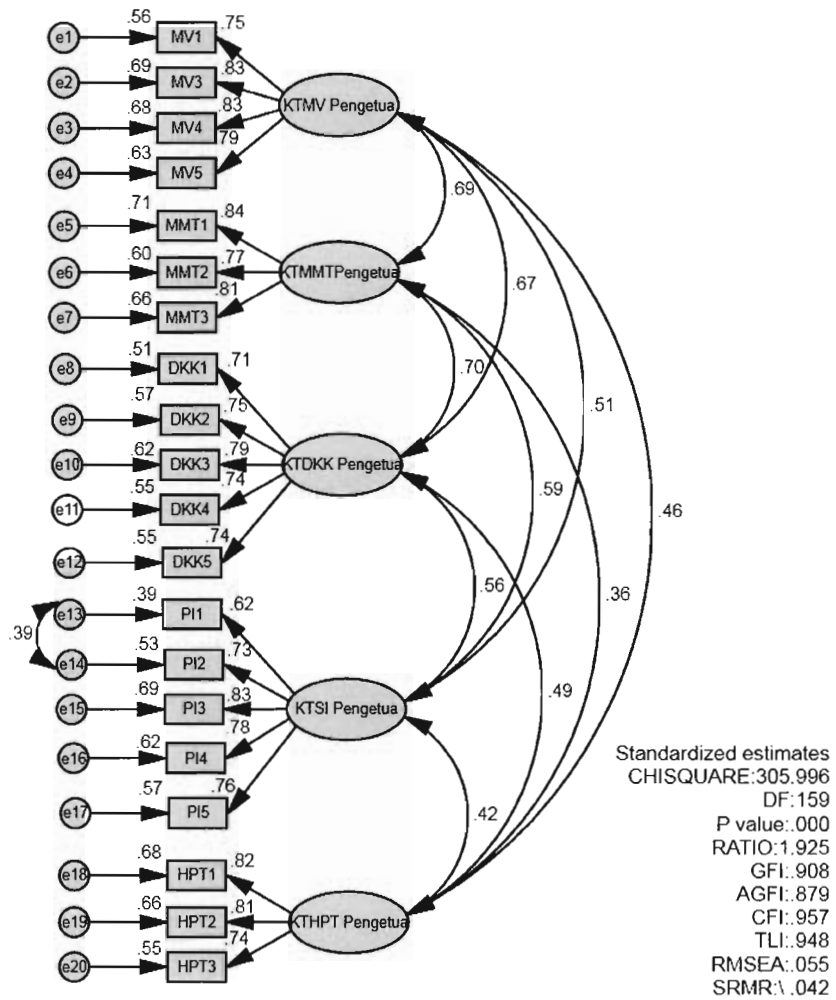 .56 .75
e1 MV1
.69 .83
e2 MV3 KTMV Pengetua
.68 .83
e3 MV4
.63 .79
e4 MV5
.69
.71 .84
e5 MMT1
.60 .77
e6 MMT2 KTMMTPengetua
.66 .81
e7 MMT3
.67
.51 .71
e8 DKK1
.70
.57 .75
e9 DKK2
.51
.62 .79
e10 DKK3 KTDKK Pengetua
.55 .74
e11 DKK4
.59
.46
.55 .74
e12 DKK5
.56 .36
.39 .62
e13 PI1
.39
.53 .73
e14 PI2
.49
.69 .83
e15 PI3 KTSI Pengetua
.62 .78
e16 PI4
.57 .76
e17 PI5
.42
.68 .82
e18 HPT1
.66 .81
e19 HPT2 KTHPT Pengetua
.55 .74
e20 HPT3
Standardized estimates
CHISQUARE:305.996
DF:159
P value:.000
RATIO:1.925
GFI:.908
AGFI:.879
CFI:.957
TLI:.948
RMSEA:.055
SRMR:\ .042